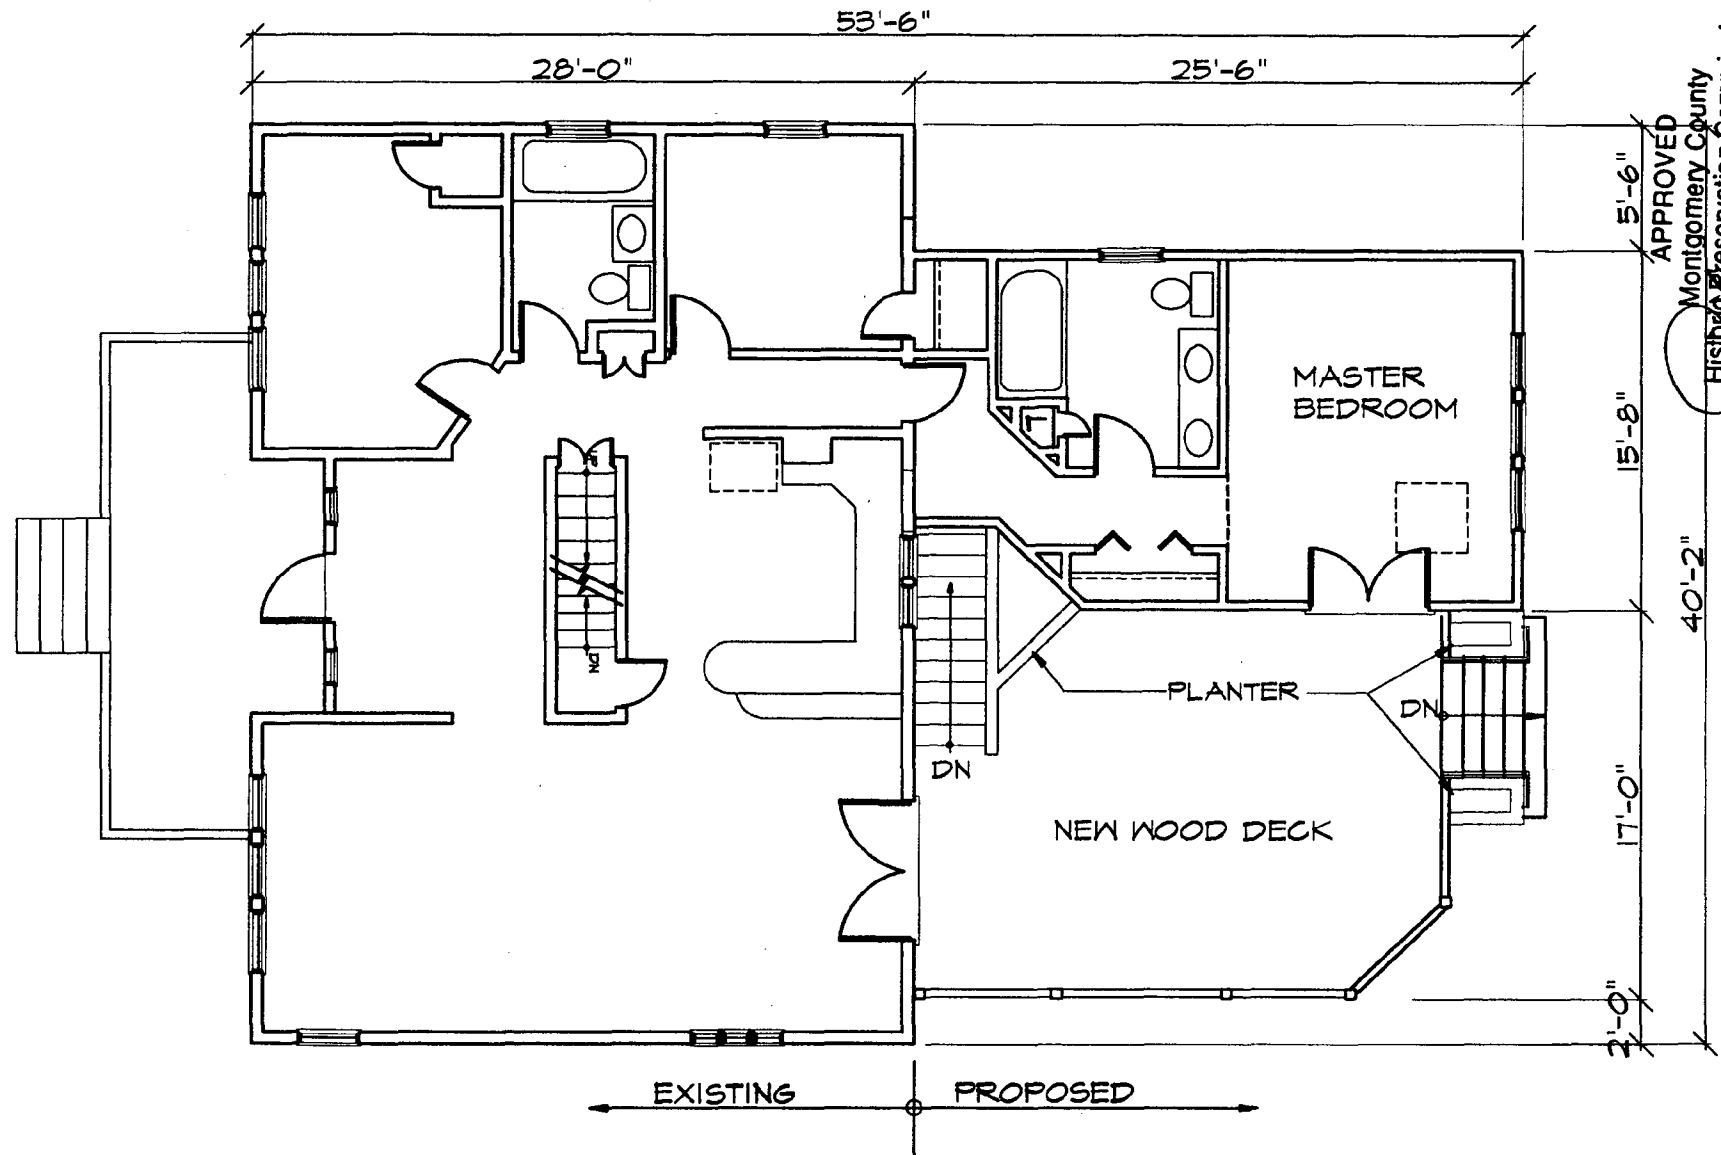 53'-6"
28'-0"
25'-6"
5'-6"
APPROVED
Montgomery County
MASTER
BEDROOM
15'-8"
40'-2"
UP
DN
PLANTER
DN
DN
NEW WOOD DECK
17'-0"
2'-0"
EXISTING
PROPOSED